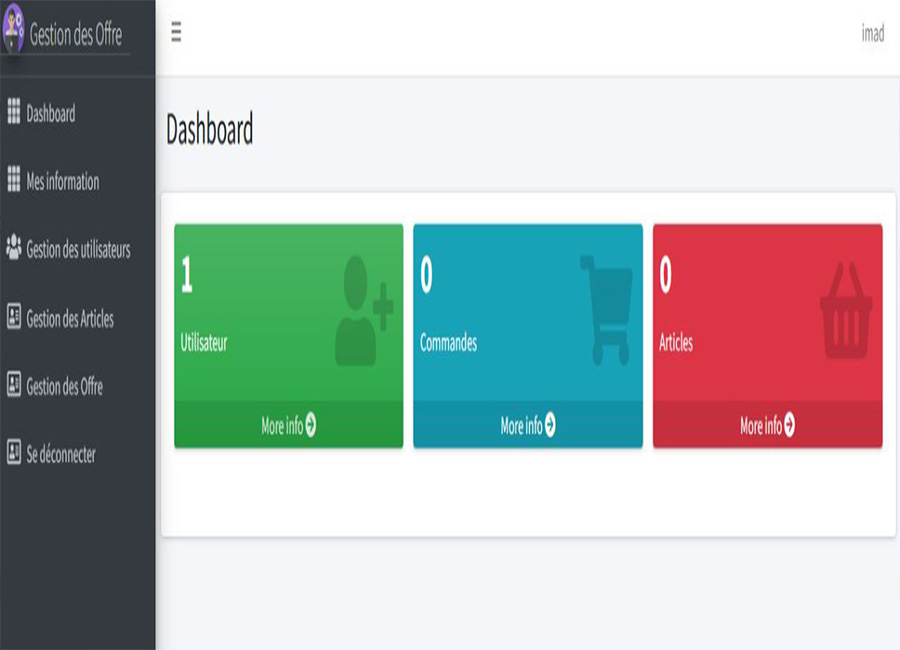 Gestion des Offre
imad
Dashboard
Mes information
Gestion des utilisateurs
Gestion des Articles
Gestion des Offre
Se déconnecter
Dashboard
1
Utilisateur
More info
0
Commandes
More info
0
Articles
More info